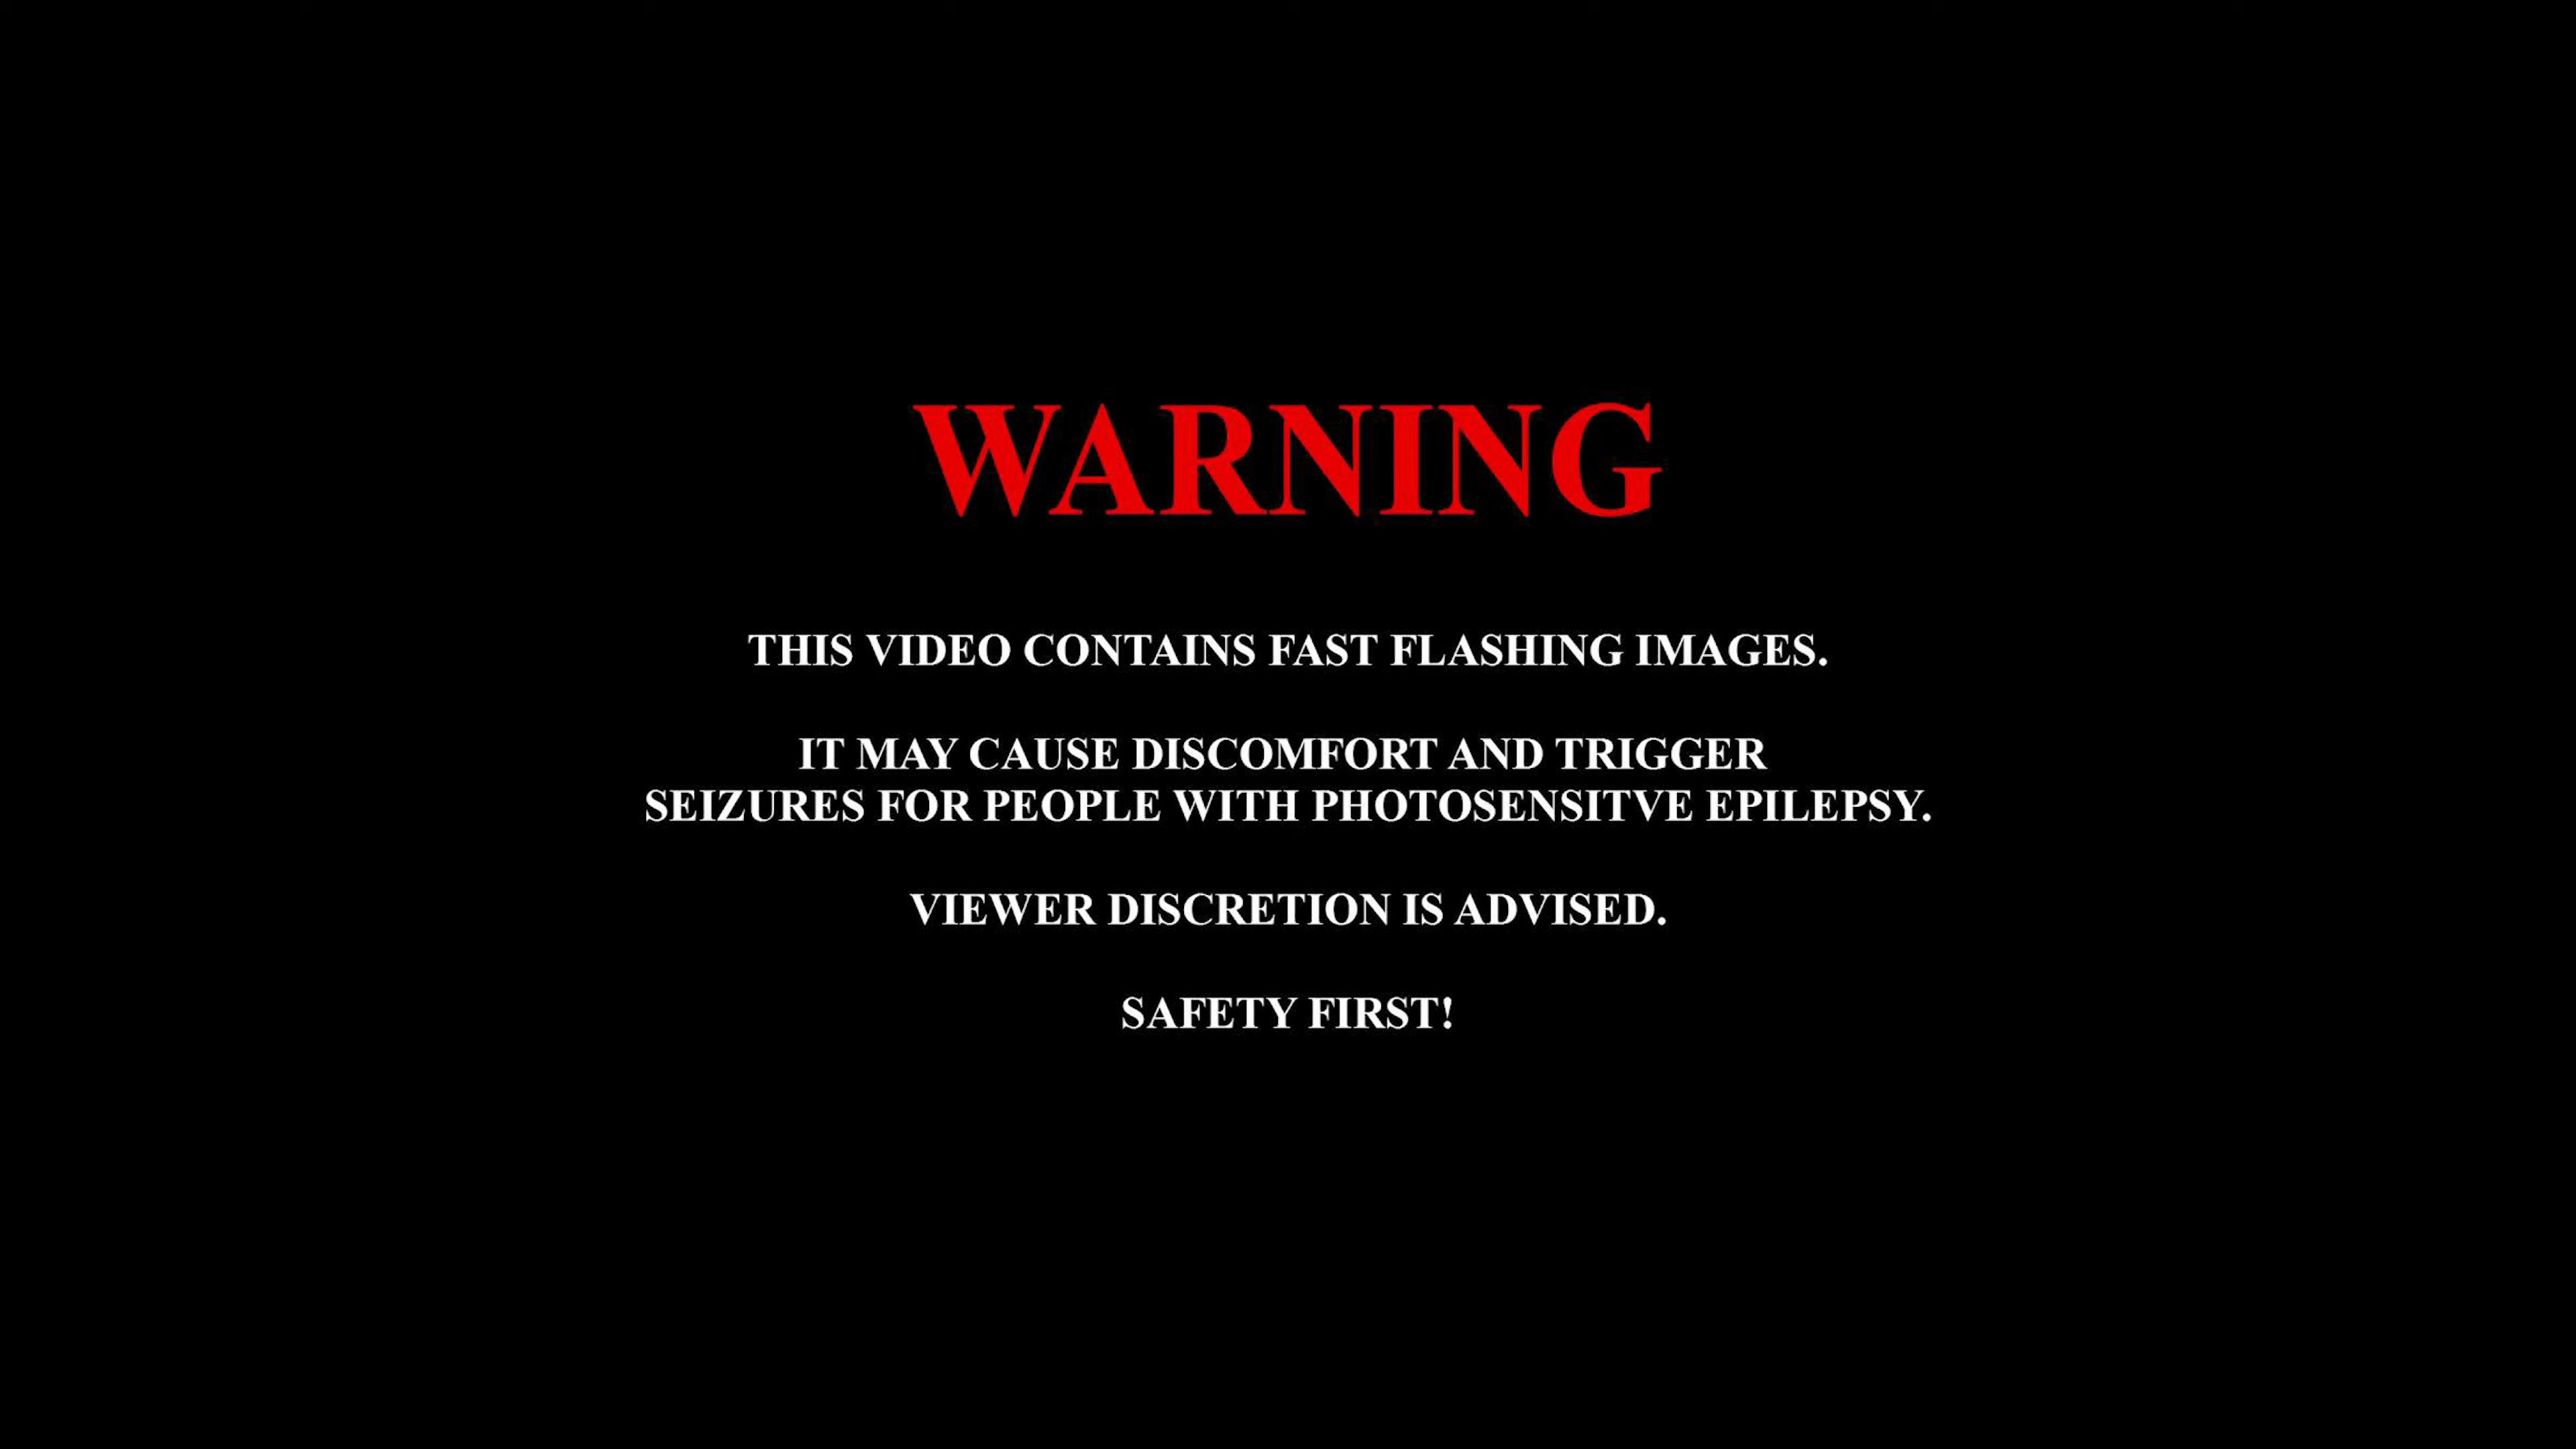 WARNING
THIS VIDEO CONTAINS FAST FLASHING IMAGES.
IT MAY CAUSE DISCOMFORT AND TRIGGER
SEIZURES FOR PEOPLE WITH PHOTOSENSITVE EPILEPSY.
VIEWER DISCRETION IS ADVISED.
SAFETY FIRST!